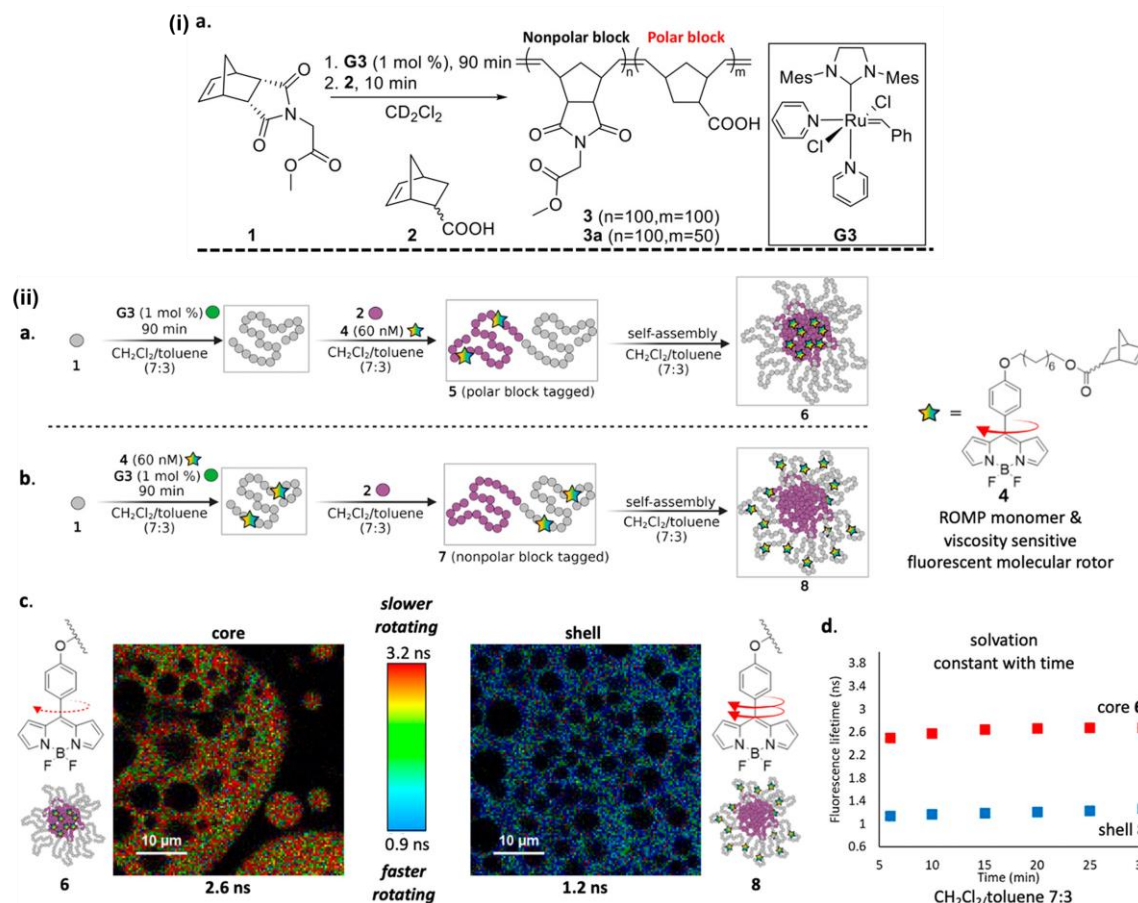 (i) a.
Nonpolar block Polar block
1. G3 (1 mol %), 90 min
2. 2, 10 min
CD2Cl2
n
m
Mes
N
N
Mes
Cl
Ru
Ph
Cl
N
N
H
H
O
N
O
O
O
1
COOH
2
O
N
O
O
O
COOH
3 (n=100,m=100)
3a (n=100,m=50)
G3
(ii)
a.
1
G3 (1 mol %)
90 min
CH2Cl2/toluene
(7:3)
2
4 (60 nM)
CH2Cl2/toluene
(7:3)
5 (polar block tagged)
self-assembly
CH2Cl2/toluene
(7:3)
6
b.
1
4 (60 nM)
G3 (1 mol %)
90 min
CH2Cl2/toluene
(7:3)
2
CH2Cl2/toluene
(7:3)
7 (nonpolar block tagged)
self-assembly
CH2Cl2/toluene
(7:3)
8
=
O
6
O
O
N
B
N
F
F
4
ROMP monomer &
viscosity sensitive
fluorescent molecular rotor
c.
O
N
B
N
F
F
6
core
10 μm
2.6 ns
slower
rotating
3.2 ns
0.9 ns
faster
rotating
shell
10 μm
1.2 ns
O
N
B
N
F
F
8
d.
solvation
constant with time
Fluorescence lifetime (ns)
3.8
3.4
3
2.6
2.2
1.8
1.4
1
0.6
core 6
shell
5 10 15 20 25
Time (min)
CH2Cl2/toluene 7:3